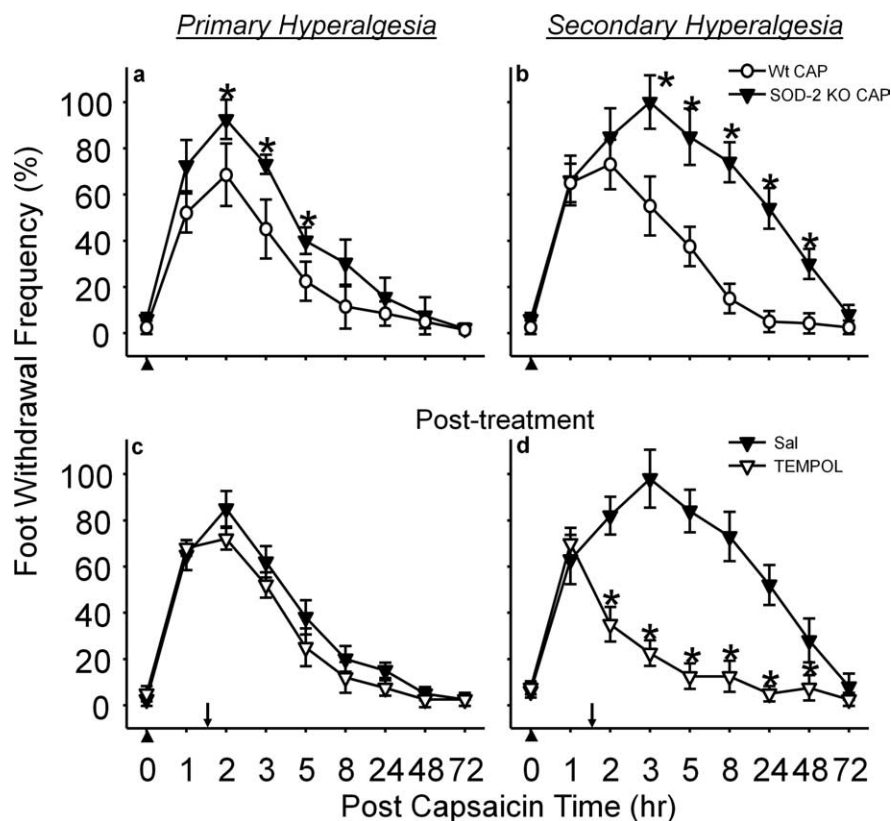 Primary Hyperalgesia
Secondary Hyperalgesia
a
b
Wt CAP
SOD-2 KO CAP
100
80
60
40
20
0
* * *
* * * * * *
Foot Withdrawal Frequency (%)
Post-treatment
c
d
Sal
TEMPOL
100
80
60
40
20
0
* * * * * *
0 1 2 3 5 8 24 48 72
0 1 2 3 5 8 24 48 72
Post Capsaicin Time (hr)